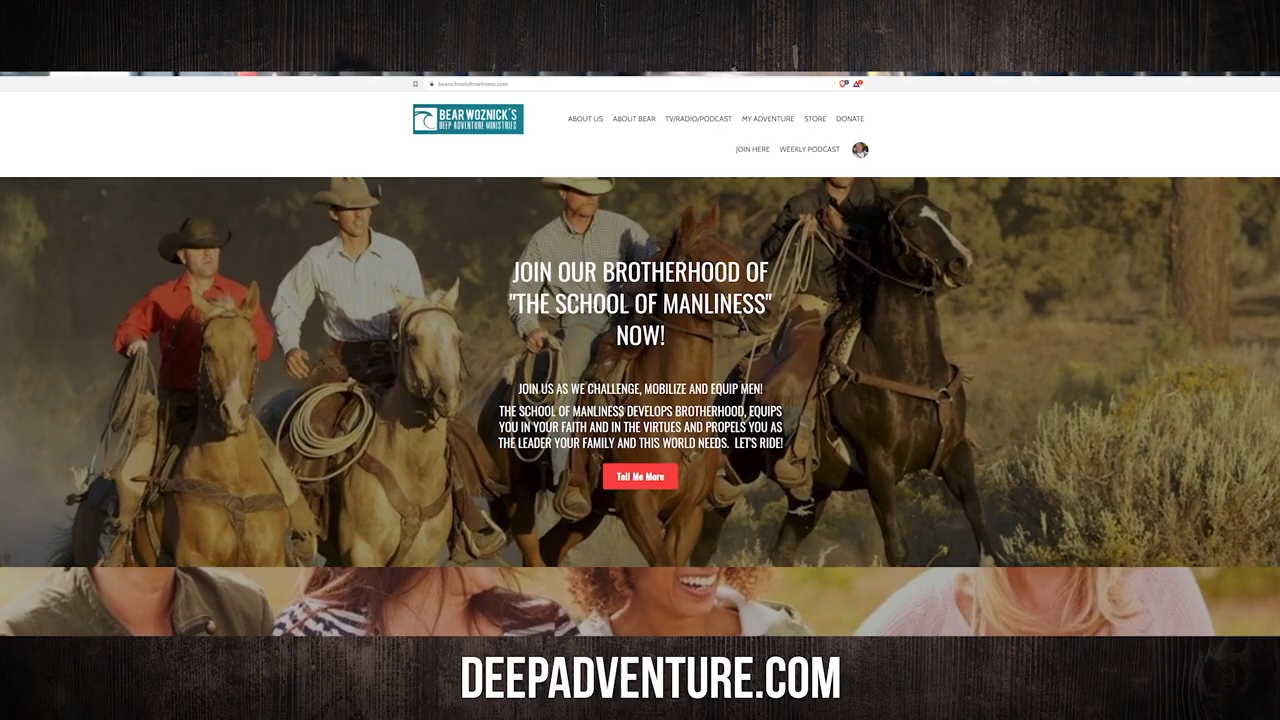 bearschoolofmanliness.com
BEAR WOZNICK'S
DEEP ADVENTURE MINISTRIES
ABOUT US ABOUT BEAR TV/RADIO/PODCAST MY ADVENTURE STORE DONATE
JOIN HERE WEEKLY PODCAST
JOIN OUR BROTHERHOOD OF
"THE SCHOOL OF MANLINESS"
NOW!
JOIN US AS WE CHALLENGE, MOBILIZE AND EQUIP MEN!
THE SCHOOL OF MANLINESS DEVELOPS BROTHERHOOD, EQUIPS
YOU IN YOUR FAITH AND IN THE VIRTUES AND PROPELS YOU AS
THE LEADER YOUR FAMILY AND THIS WORLD NEEDS. LET'S RIDE!
Tell Me More
DEEPADVENTURE.COM